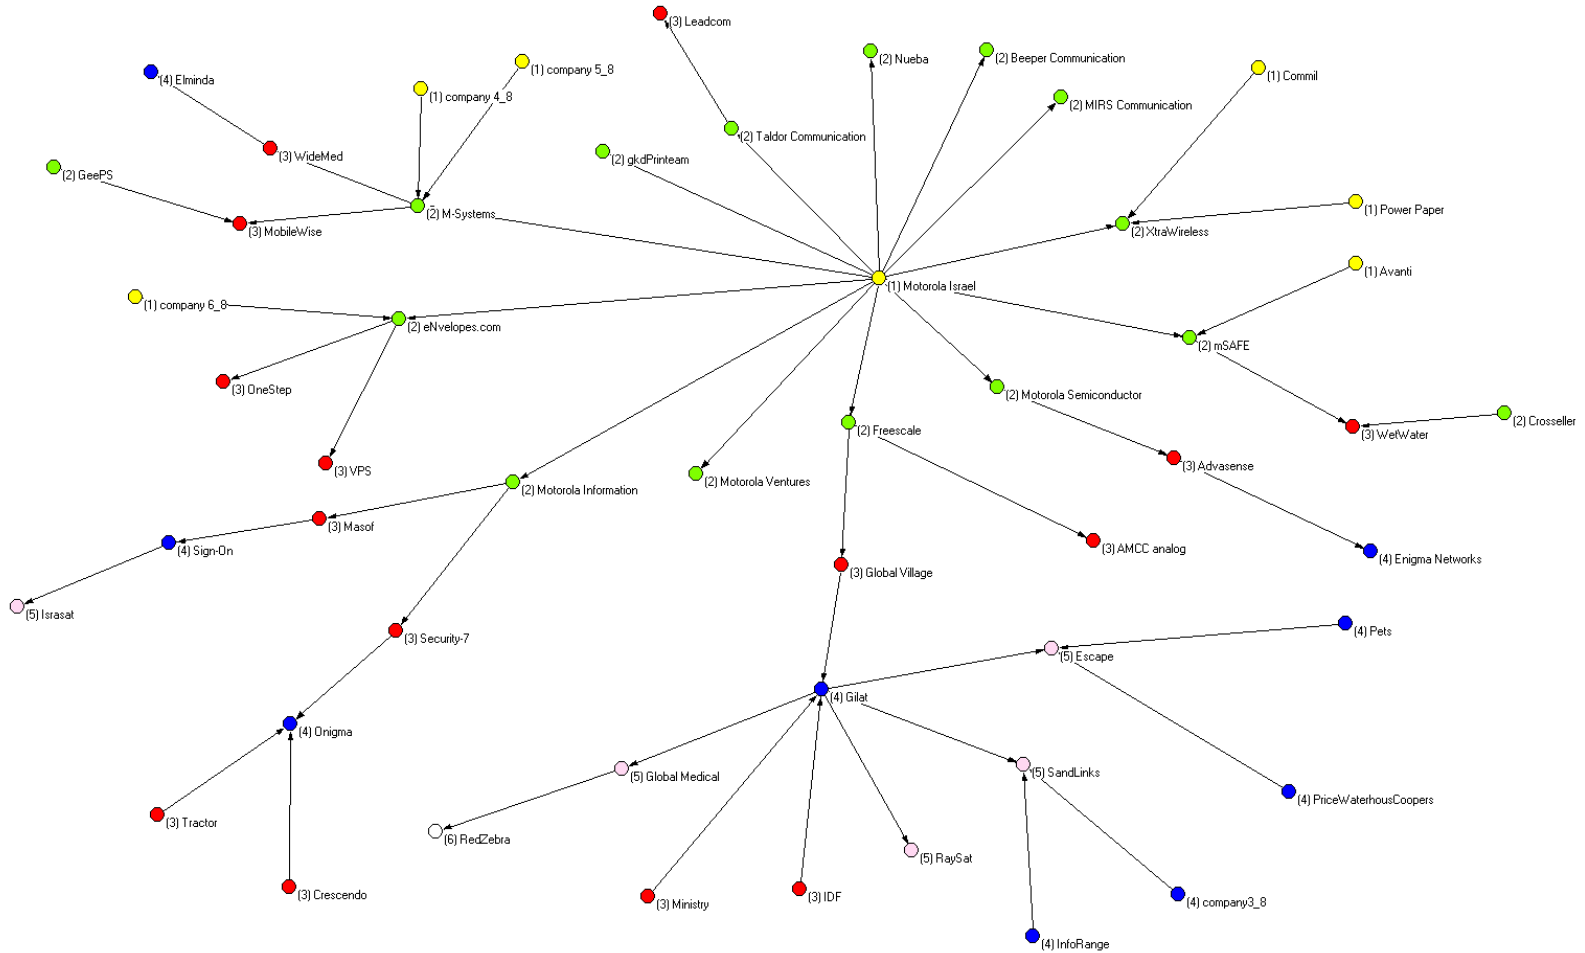 (3) Leadcom
(2) Nueba
(2) Beeper Communication
(1) company 5_8
(1) Commil
(4) Elminda
(1) company 4_8
(2) MIRS Communication
(2) Taldor Communication
(3) WideMed
(2) gkdPrinteam
(2) GeePS
(2) M-Systems
(1) Power Paper
(3) MobileWise
(2) XtraWireless
(1) Avanti
(1) Motorola Israel
(1) company 6_8
(2) eNvelopes.com
(2) mSAFE
(3) OneStep
(2) Motorola Semiconductor
(2) Crosseller
(2) Freescale
(3) WetWater
(3) VPS
(3) Advasense
(2) Motorola Ventures
(2) Motorola Information
(3) Masof
(3) AMCC analog
(4) Sign-On
(4) Enigma Networks
(3) Global Village
(5) Israsat
(4) Pets
(3) Security-7
(5) Escape
(4) Gilat
(4) Onigma
(5) SandLinks
(5) Global Medical
(4) PriceWaterhousCoopers
(3) Tractor
(6) RedZebra
(5) RaySat
(3) Crescendo
(3) IDF
(4) company3_8
(3) Ministry
(4) InfoRange